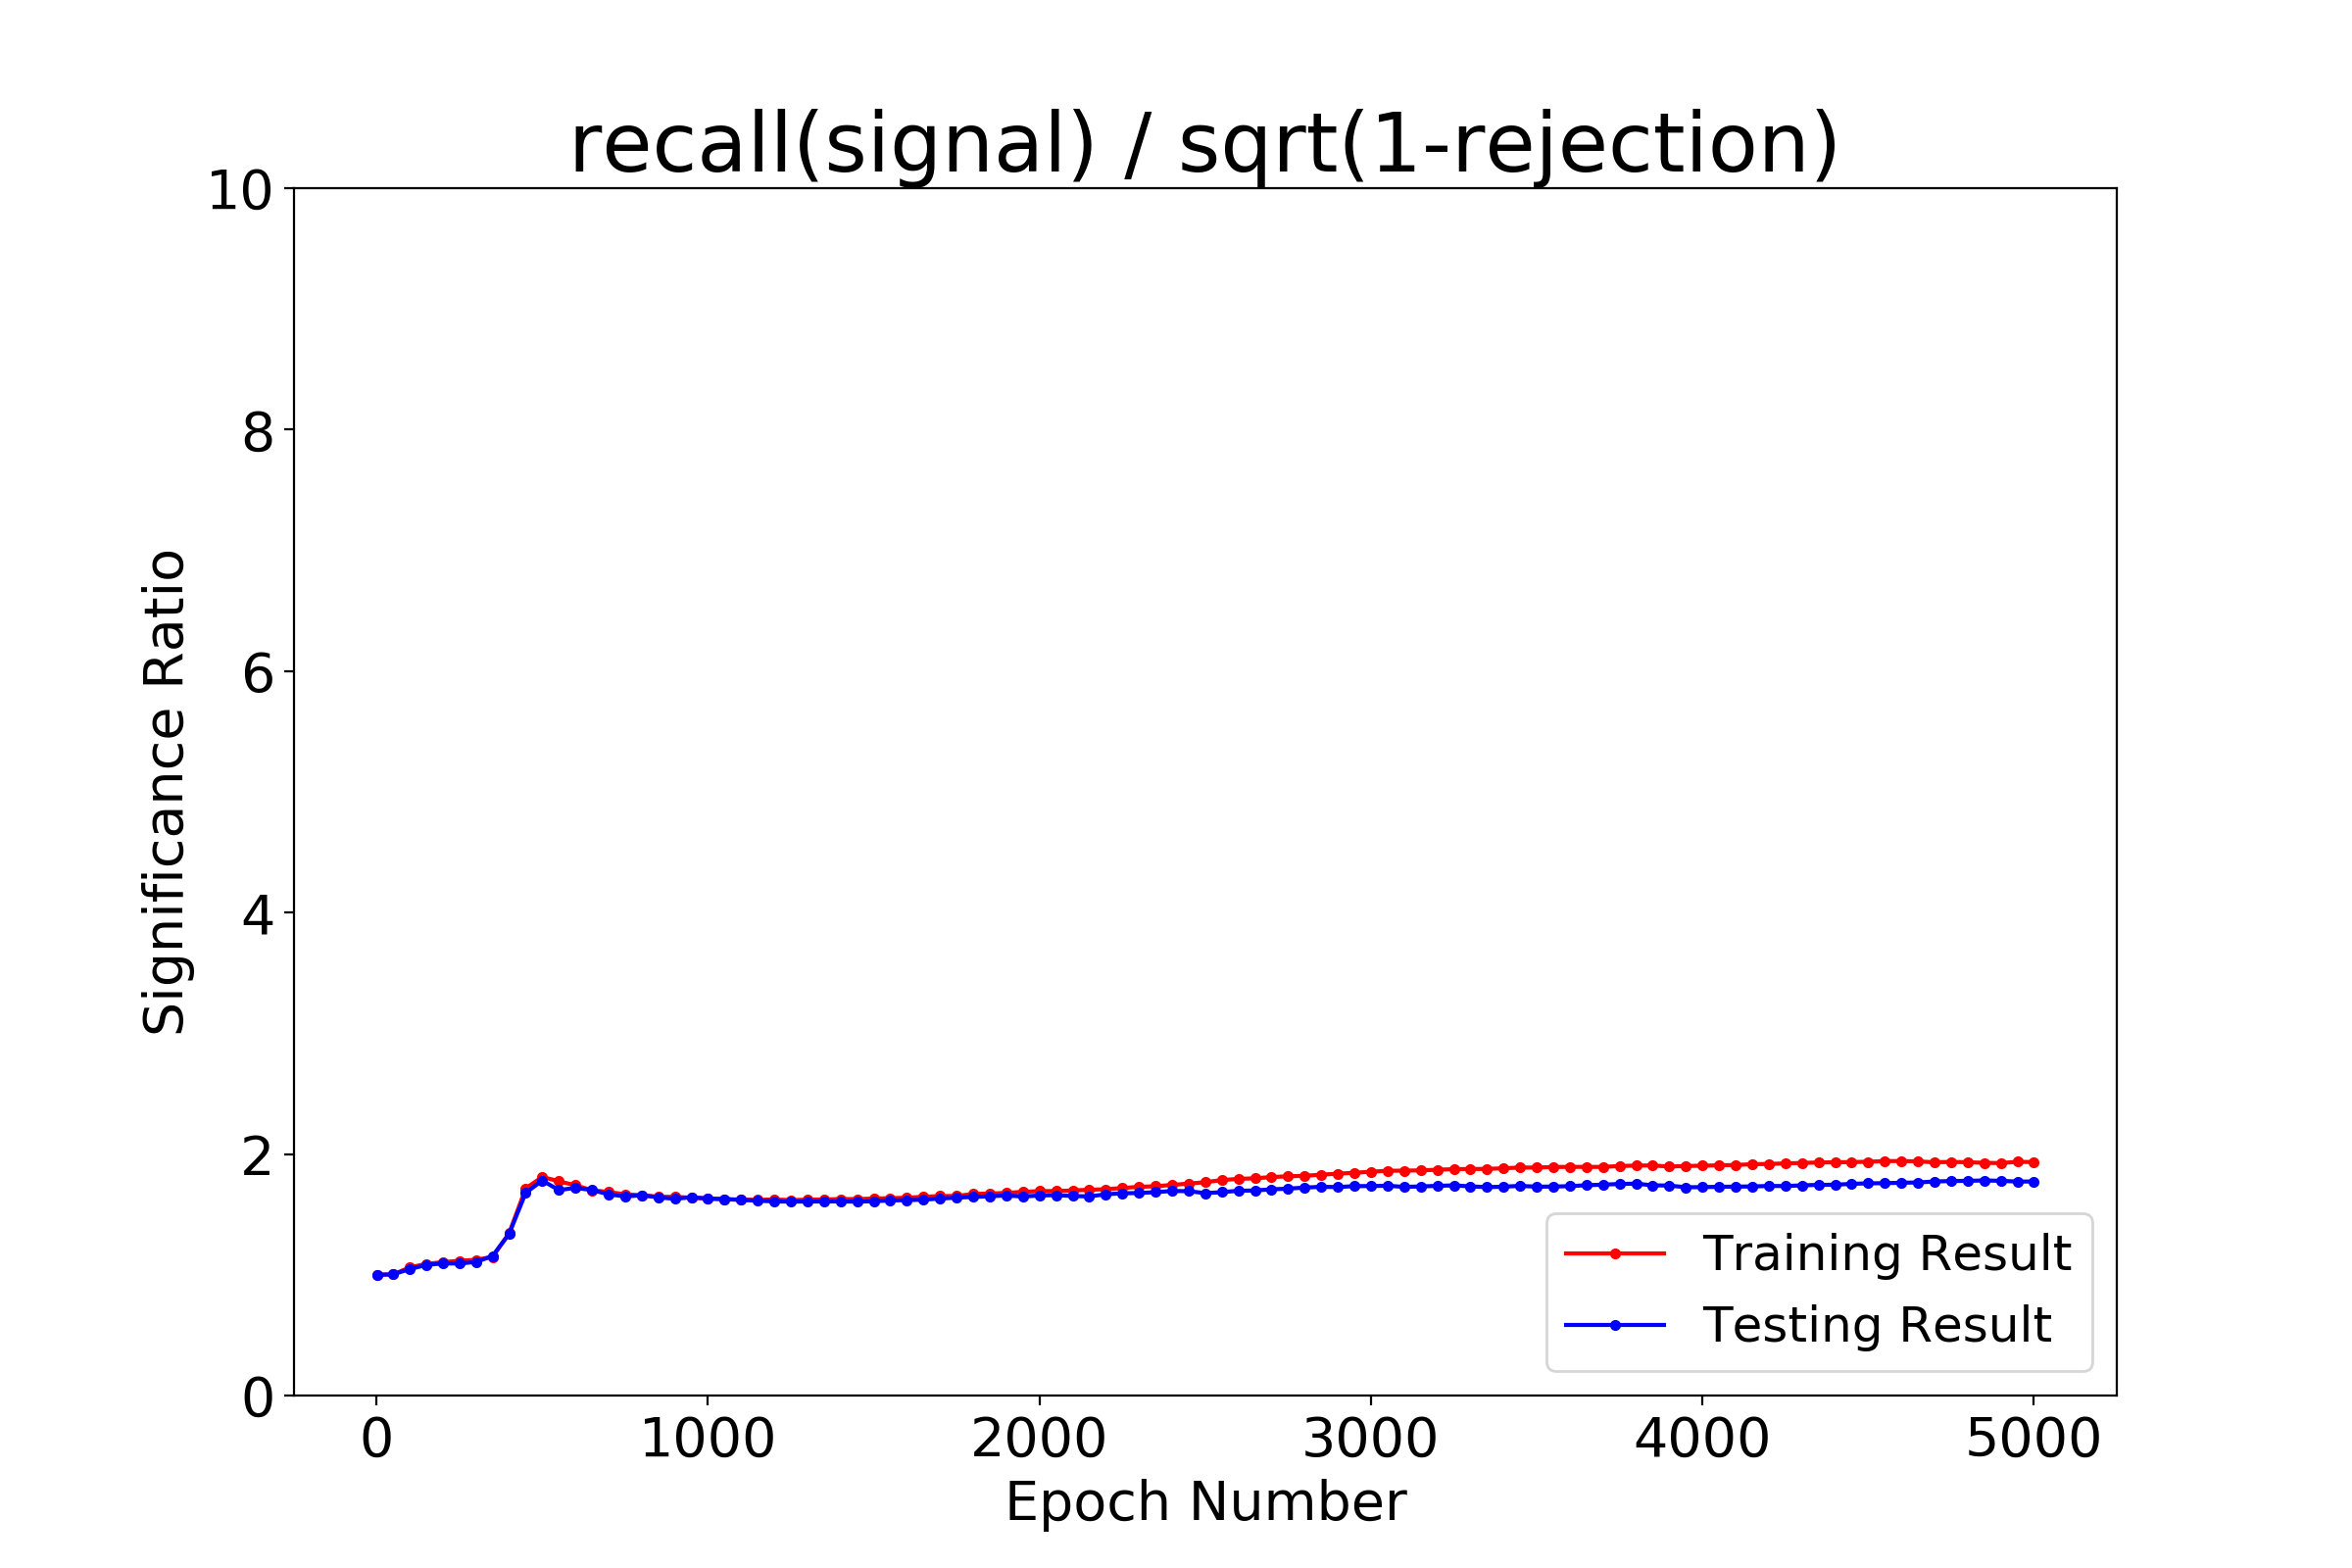 recall(signal) / sqrt(1-rejection)
10
8
6
4
2
0
Significance Ratio
Training Result
Testing Result
0 1000 2000 3000 4000 5000
Epoch Number